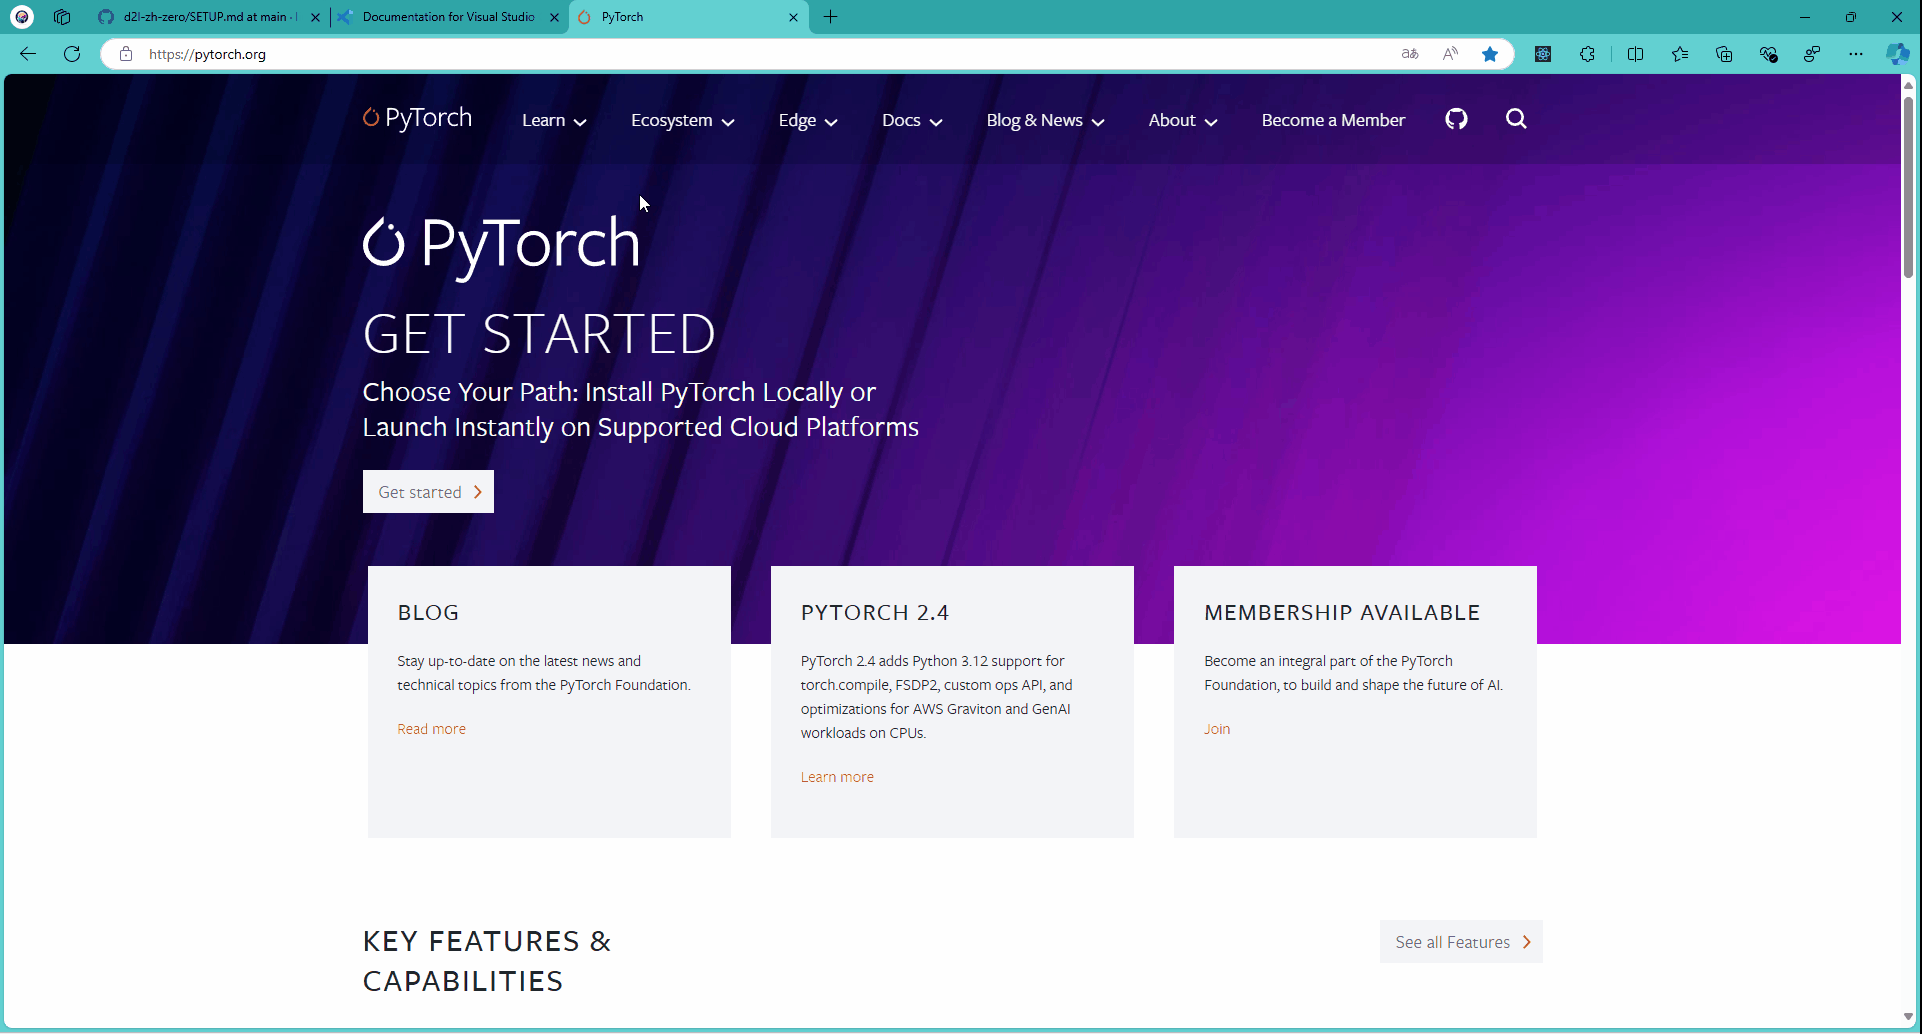 d2l-zh-zero/SETUP.md at main ·
Documentation for Visual Studio
PyTorch
https://pytorch.org
PyTorch
Learn
Ecosystem
Edge
Docs
Blog & News
About
Become a Member
PyTorch
GET STARTED
Choose Your Path: Install PyTorch Locally or
Launch Instantly on Supported Cloud Platforms
Get started
BLOG
Stay up-to-date on the latest news and
technical topics from the PyTorch Foundation.
Read more
PYTORCH 2.4
PyTorch 2.4 adds Python 3.12 support for
torch.compile, FSDP2, custom ops API, and
optimizations for AWS Graviton and GenAI
workloads on CPUs.
Learn more
MEMBERSHIP AVAILABLE
Become an integral part of the PyTorch
Foundation, to build and shape the future of AI.
Join
KEY FEATURES &
CAPABILITIES
See all Features